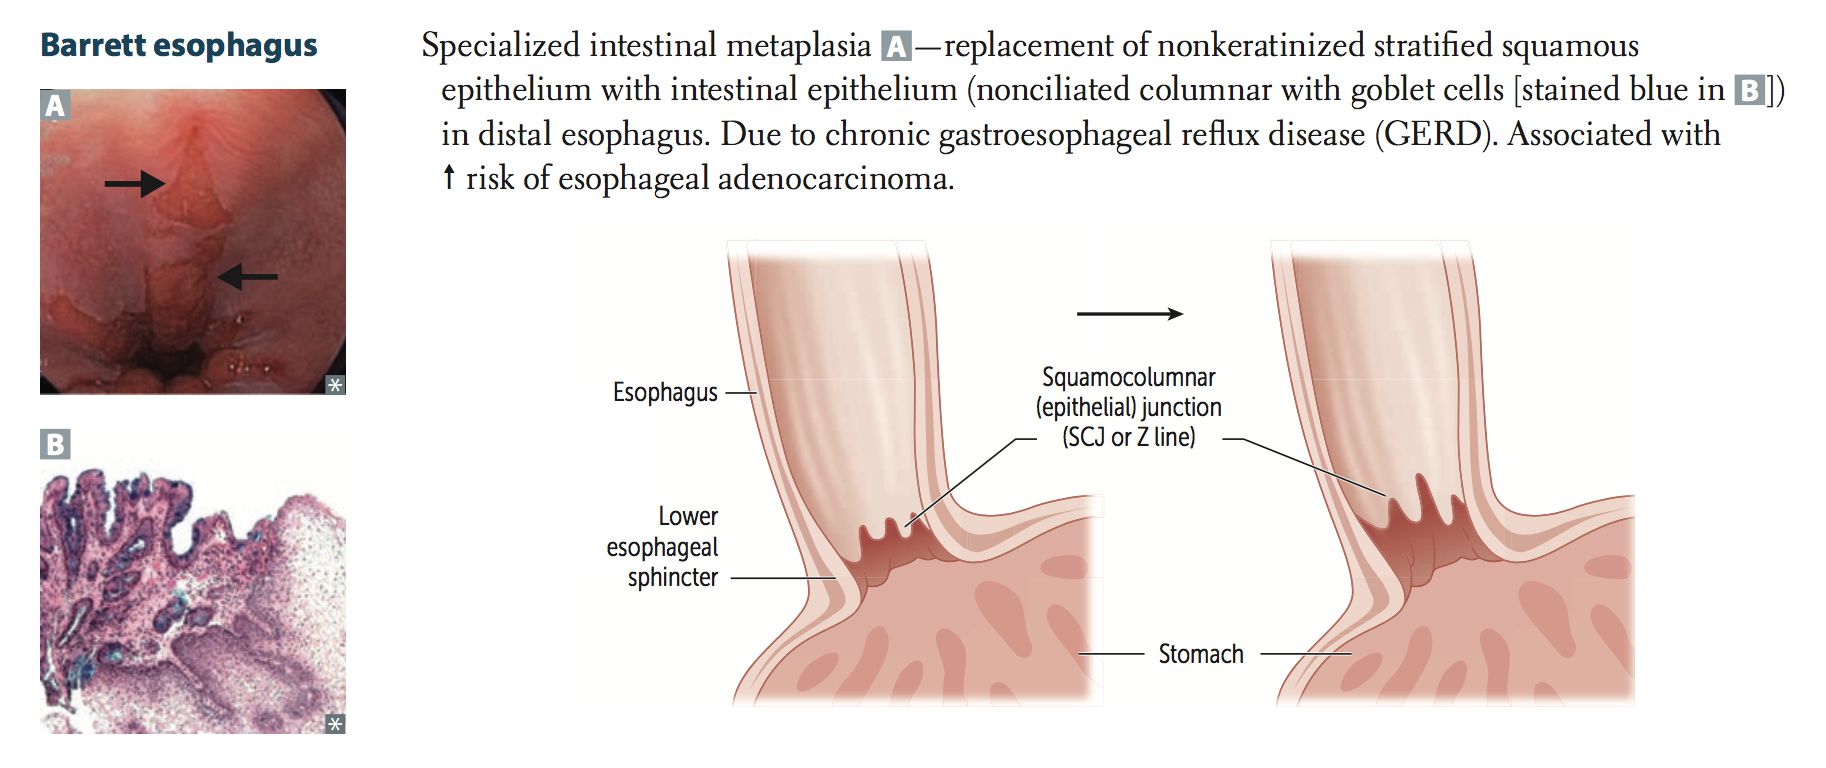 Barrett esophagus
Specialized intestinal metaplasia A—replacement of nonkeratinized stratified squamous
epithelium with intestinal epithelium (nonciliated columnar with goblet cells [stained blue in B])
in distal esophagus. Due to chronic gastroesophageal reflux disease (GERD). Associated with
↑ risk of esophageal adenocarcinoma.
A
*
B
*
Esophagus
Squamocolumnar
(epithelial) junction
(SCJ or Z line)
Lower
esophageal
sphincter
Stomach